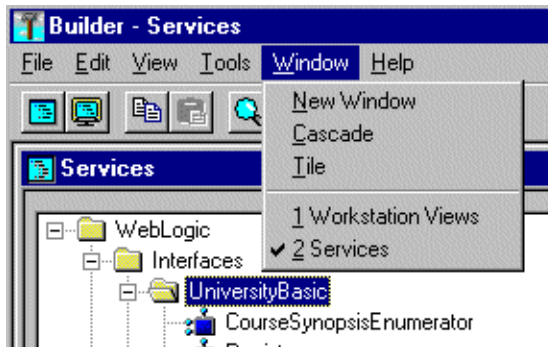 Builder - Services
File Edit View Tools Window Help
New Window
Cascade
Tile
1 Workstation Views
2 Services
Services
WebLogic
Interfaces
UniversityBasic
CourseSynopsisEnumerator